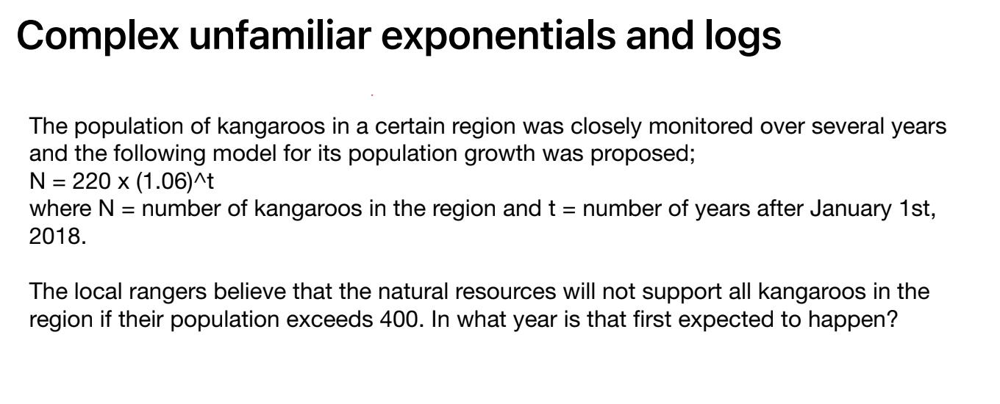 Complex unfamiliar exponentials and logs
The population of kangaroos in a certain region was closely monitored over several years
and the following model for its population growth was proposed;
N = 220 x (1.06)^t
where N = number of kangaroos in the region and t = number of years after January 1st,
2018.
The local rangers believe that the natural resources will not support all kangaroos in the
region if their population exceeds 400. In what year is that first expected to happen?